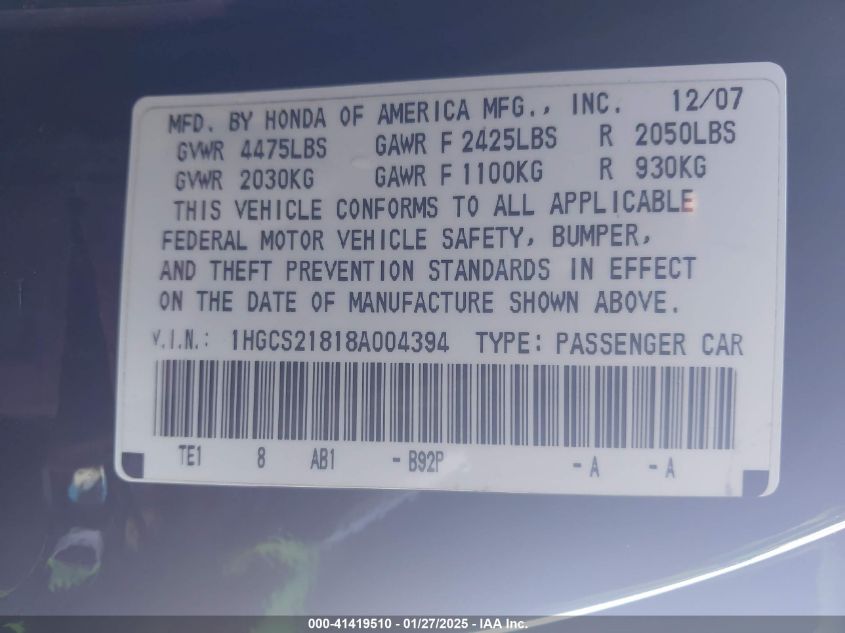 MFD. BY HONDA OF AMERICA MFG., INC. 12/07
GVWR 4475LBS GAWR F 2425LBS R 2050LBS
GVWR 2030KG GAWR F 1100KG R 930KG
THIS VEHICLE CONFORMS TO ALL APPLICABLE
FEDERAL MOTOR VEHICLE SAFETY, BUMPER,
AND THEFT PREVENTION STANDARDS IN EFFECT
ON THE DATE OF MANUFACTURE SHOWN ABOVE.
V.I.N.: 1HGCS21818A004394 TYPE: PASSENGER CAR
TE1 8 AB1 - B92P - A - A
000-41419510 - 01/27/2025 - IAA Inc.